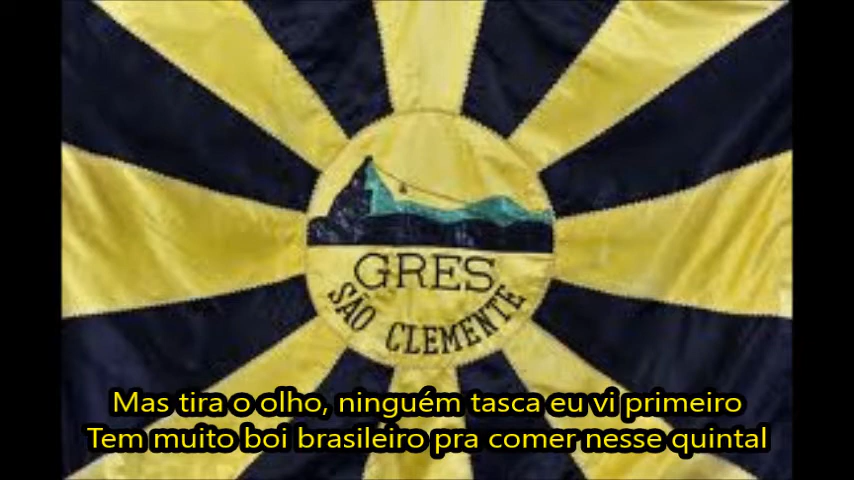 GRES
SÃO CLEMENTE
Mas tira o olho, ninguém tasca eu vi primeiro
Tem muito boi brasileiro pra comer nesse quintal